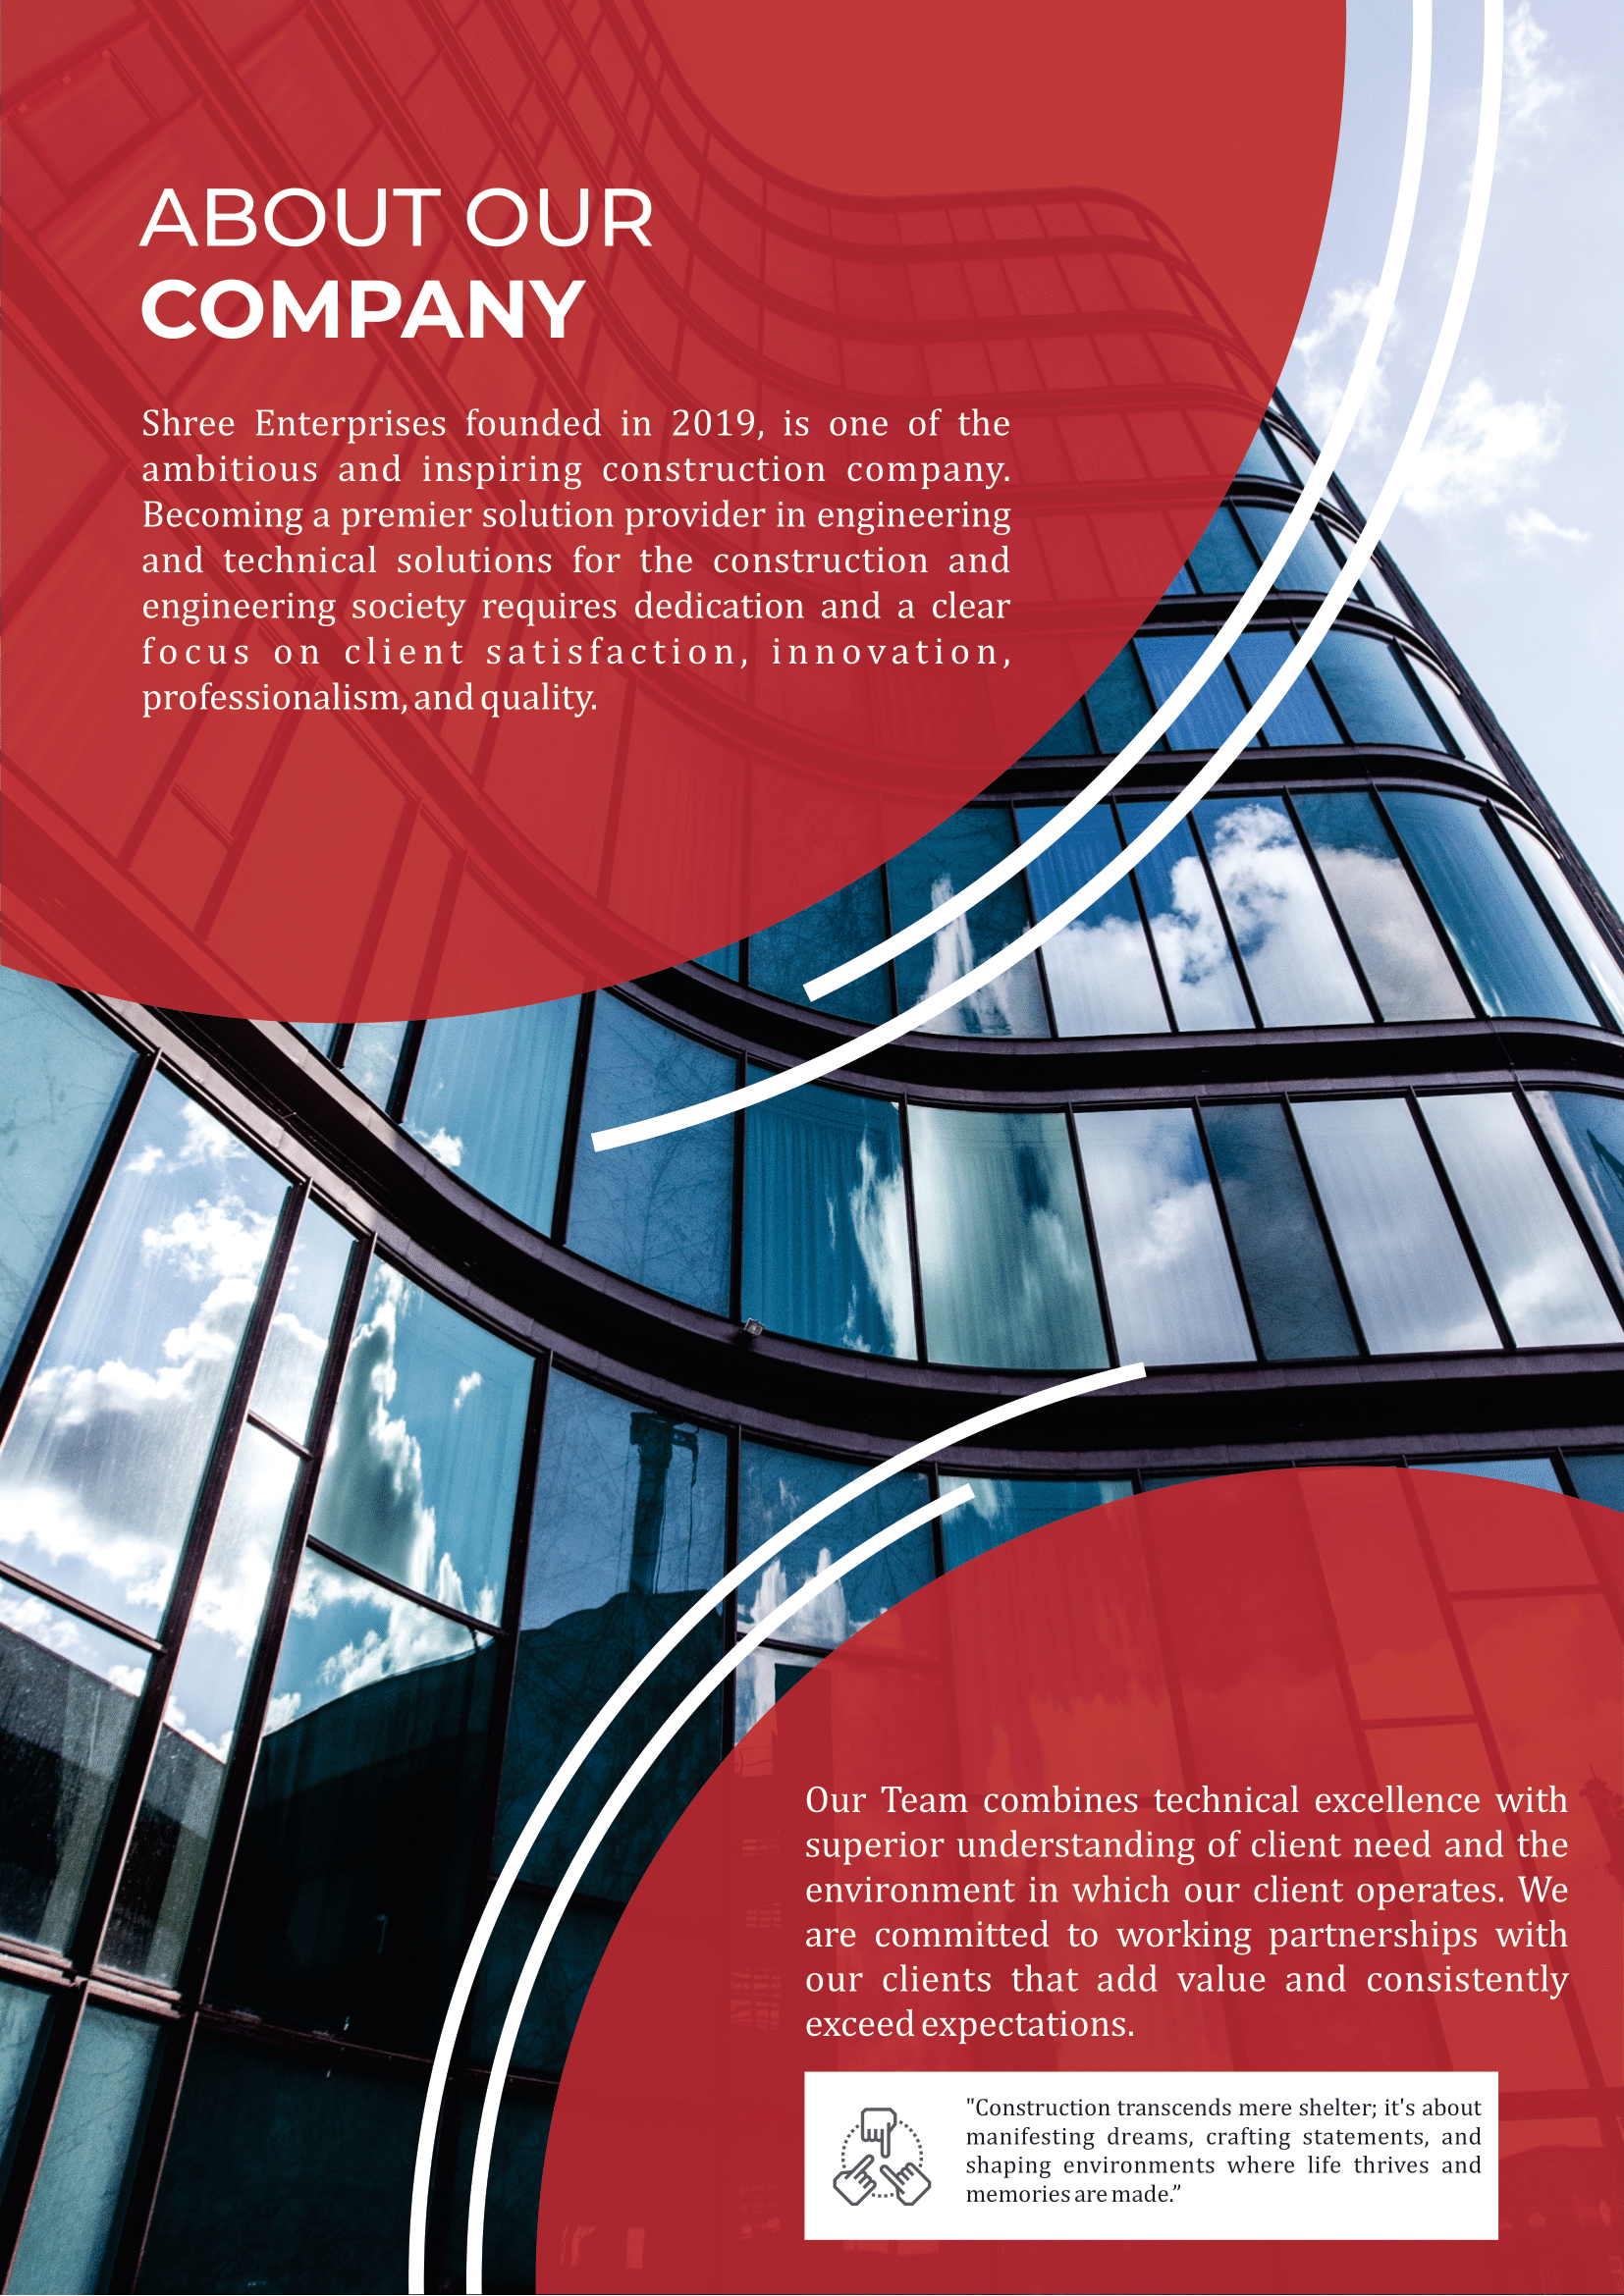 ABOUT OUR
COMPANY
Shree Enterprises founded in 2019, is one of the
ambitious and inspiring construction company.
Becoming a premier solution provider in engineering
and technical solutions for the construction and
engineering society requires dedication and a clear
focus on client satisfaction, innovation,
professionalism, and quality.
Our Team combines technical excellence with
superior understanding of client need and the
environment in which our client operates. We
are committed to working partnerships with
our clients that add value and consistently
exceed expectations.
"Construction transcends mere shelter; it's about
manifesting dreams, crafting statements, and
shaping environments where life thrives and
memories are made.”